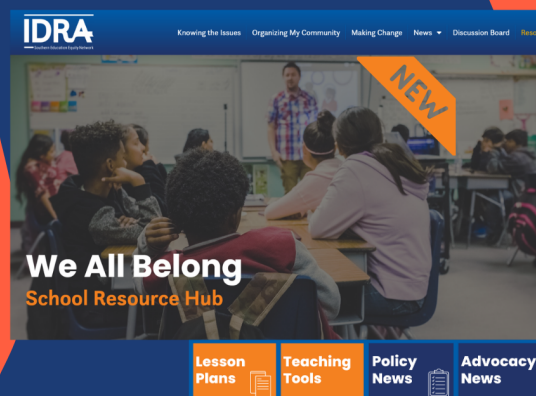 IDRA
Southern Education Equity Network
Knowing the Issues Organizing My Community Making Change News Discussion Board Reso
NEW
We All Belong
School Resource Hub
Lesson Plans
Teaching Tools
Policy News
Advocacy News